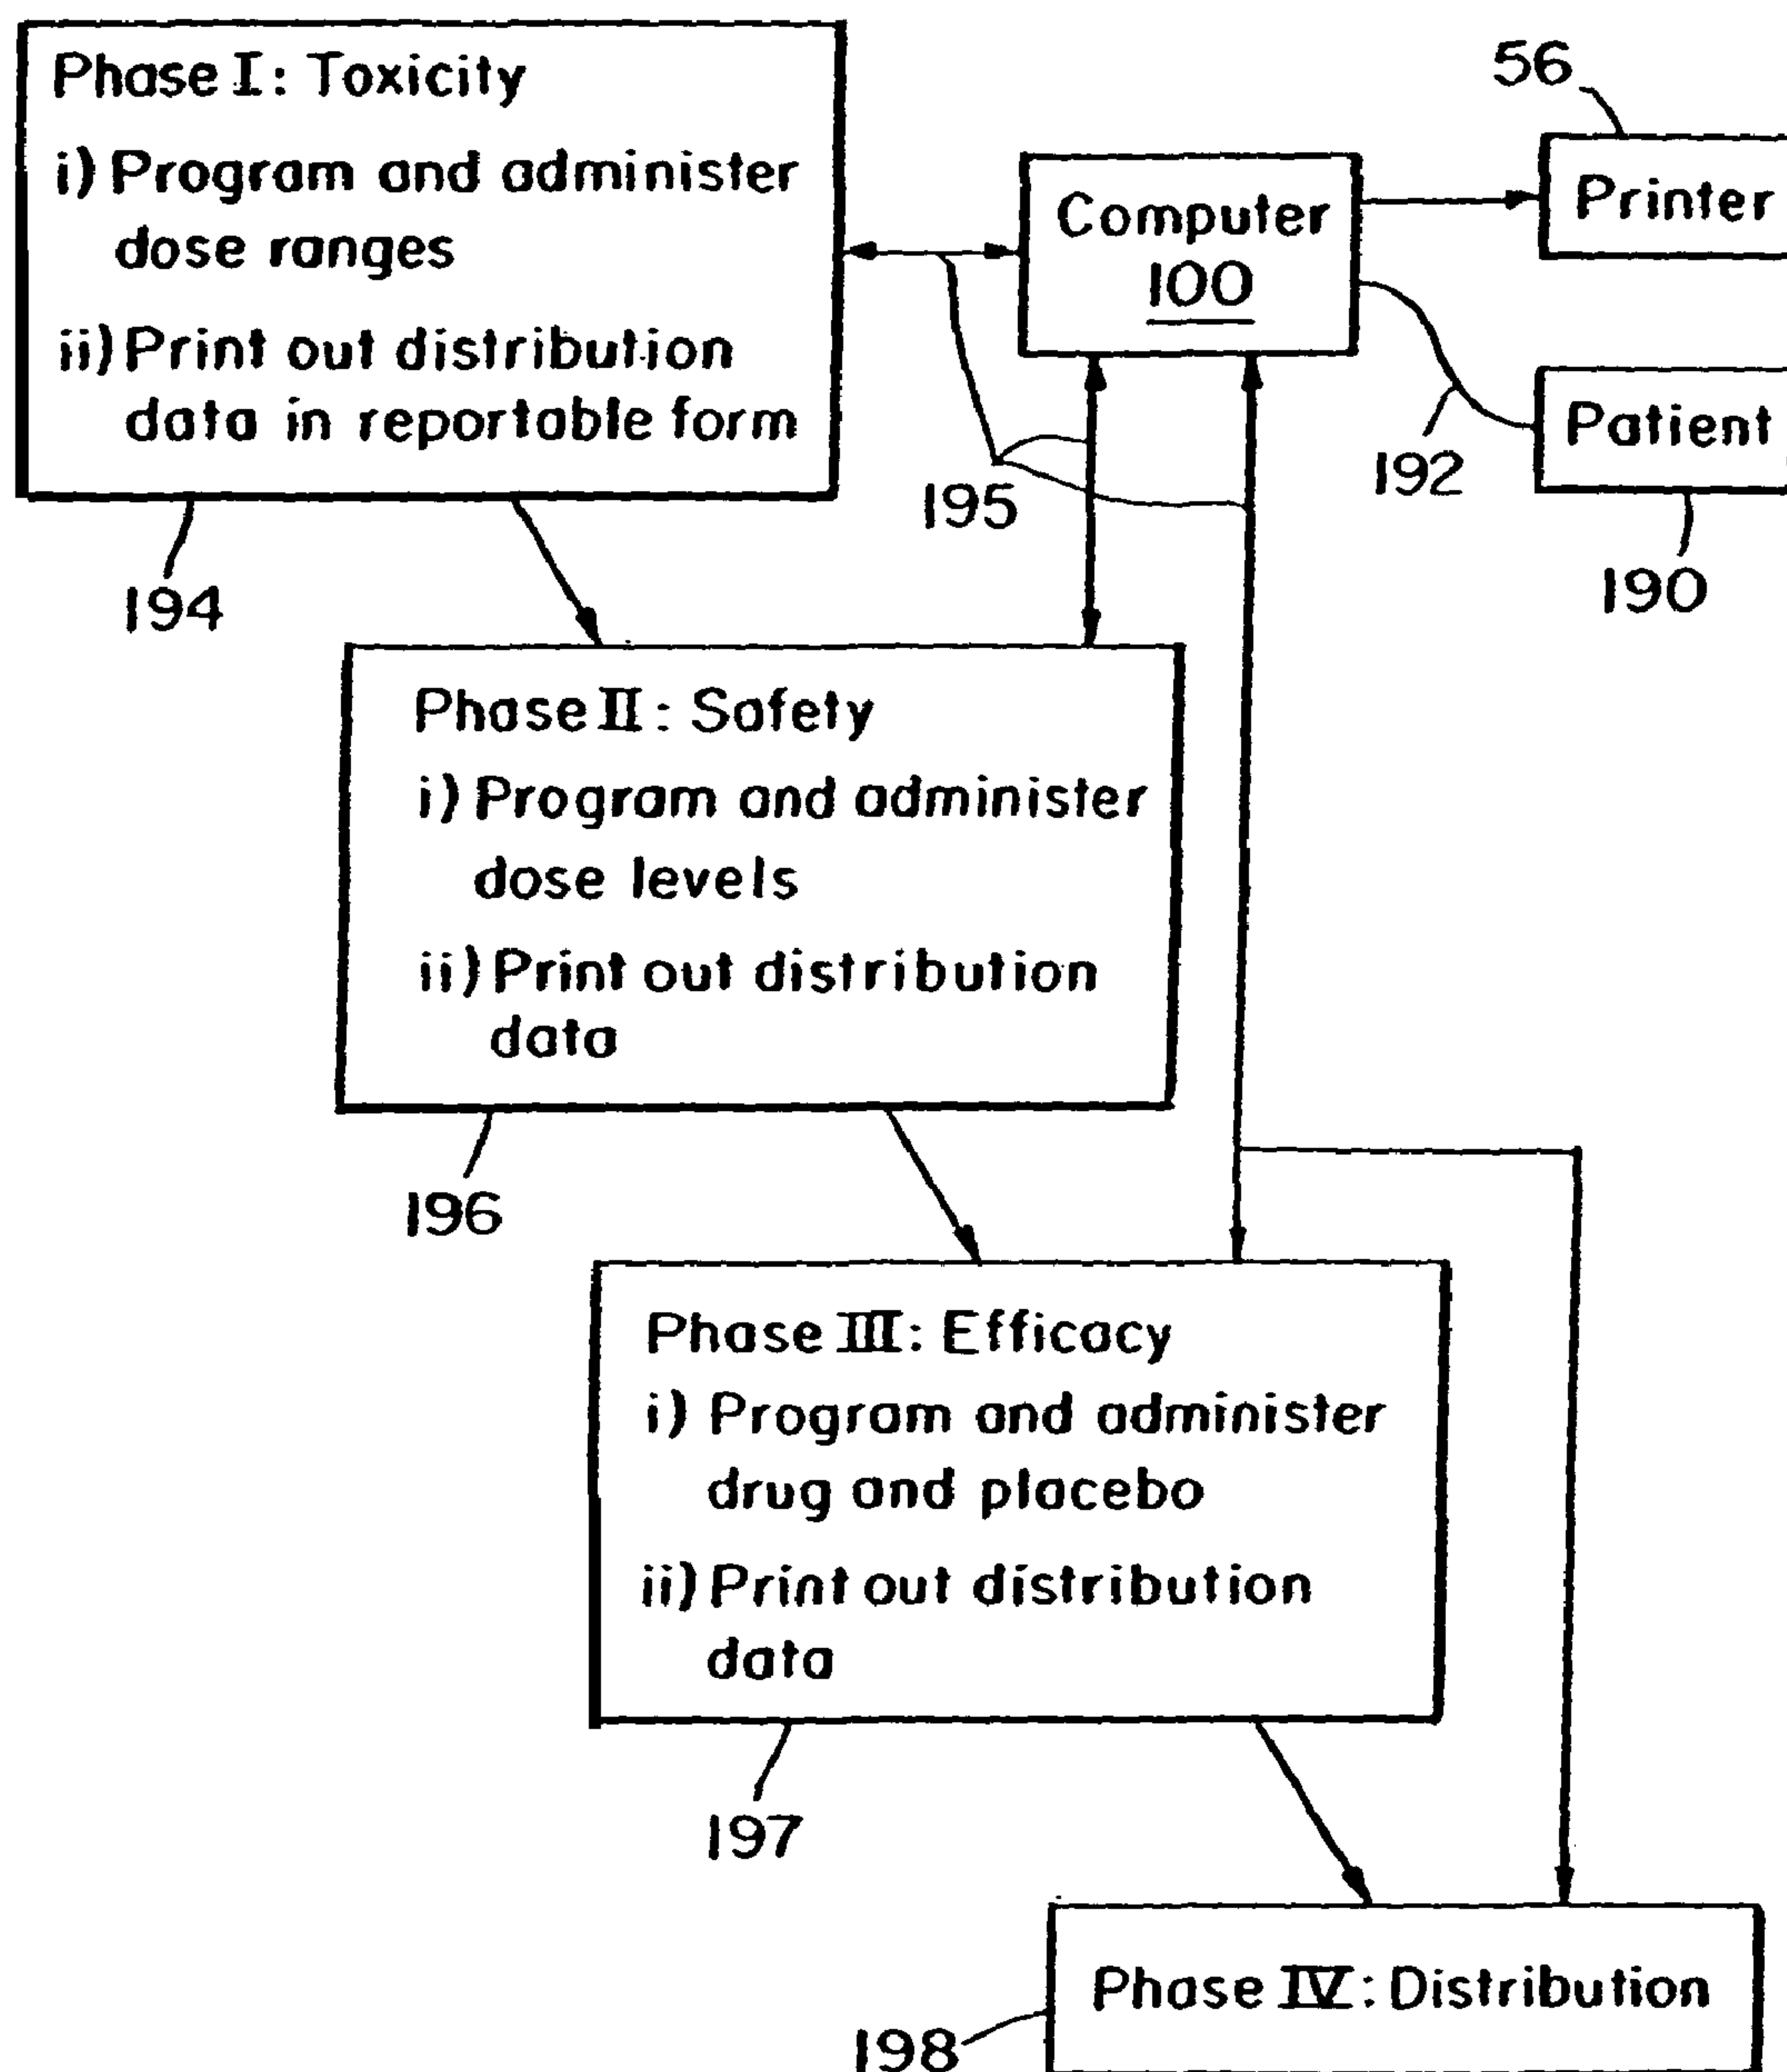 Phase I: Toxicity
i) Program and administer
dose ranges
ii) Print out distribution
data in reportable form
194
56
Printer
Computer
100
Patient
192
190
195
Phase II: Safety
i) Program and administer
dose levels
ii) Print out distribution
data
196
Phase III: Efficacy
i) Program and administer
drug and placebo
ii) Print out distribution
data
197
Phase IV: Distribution
198